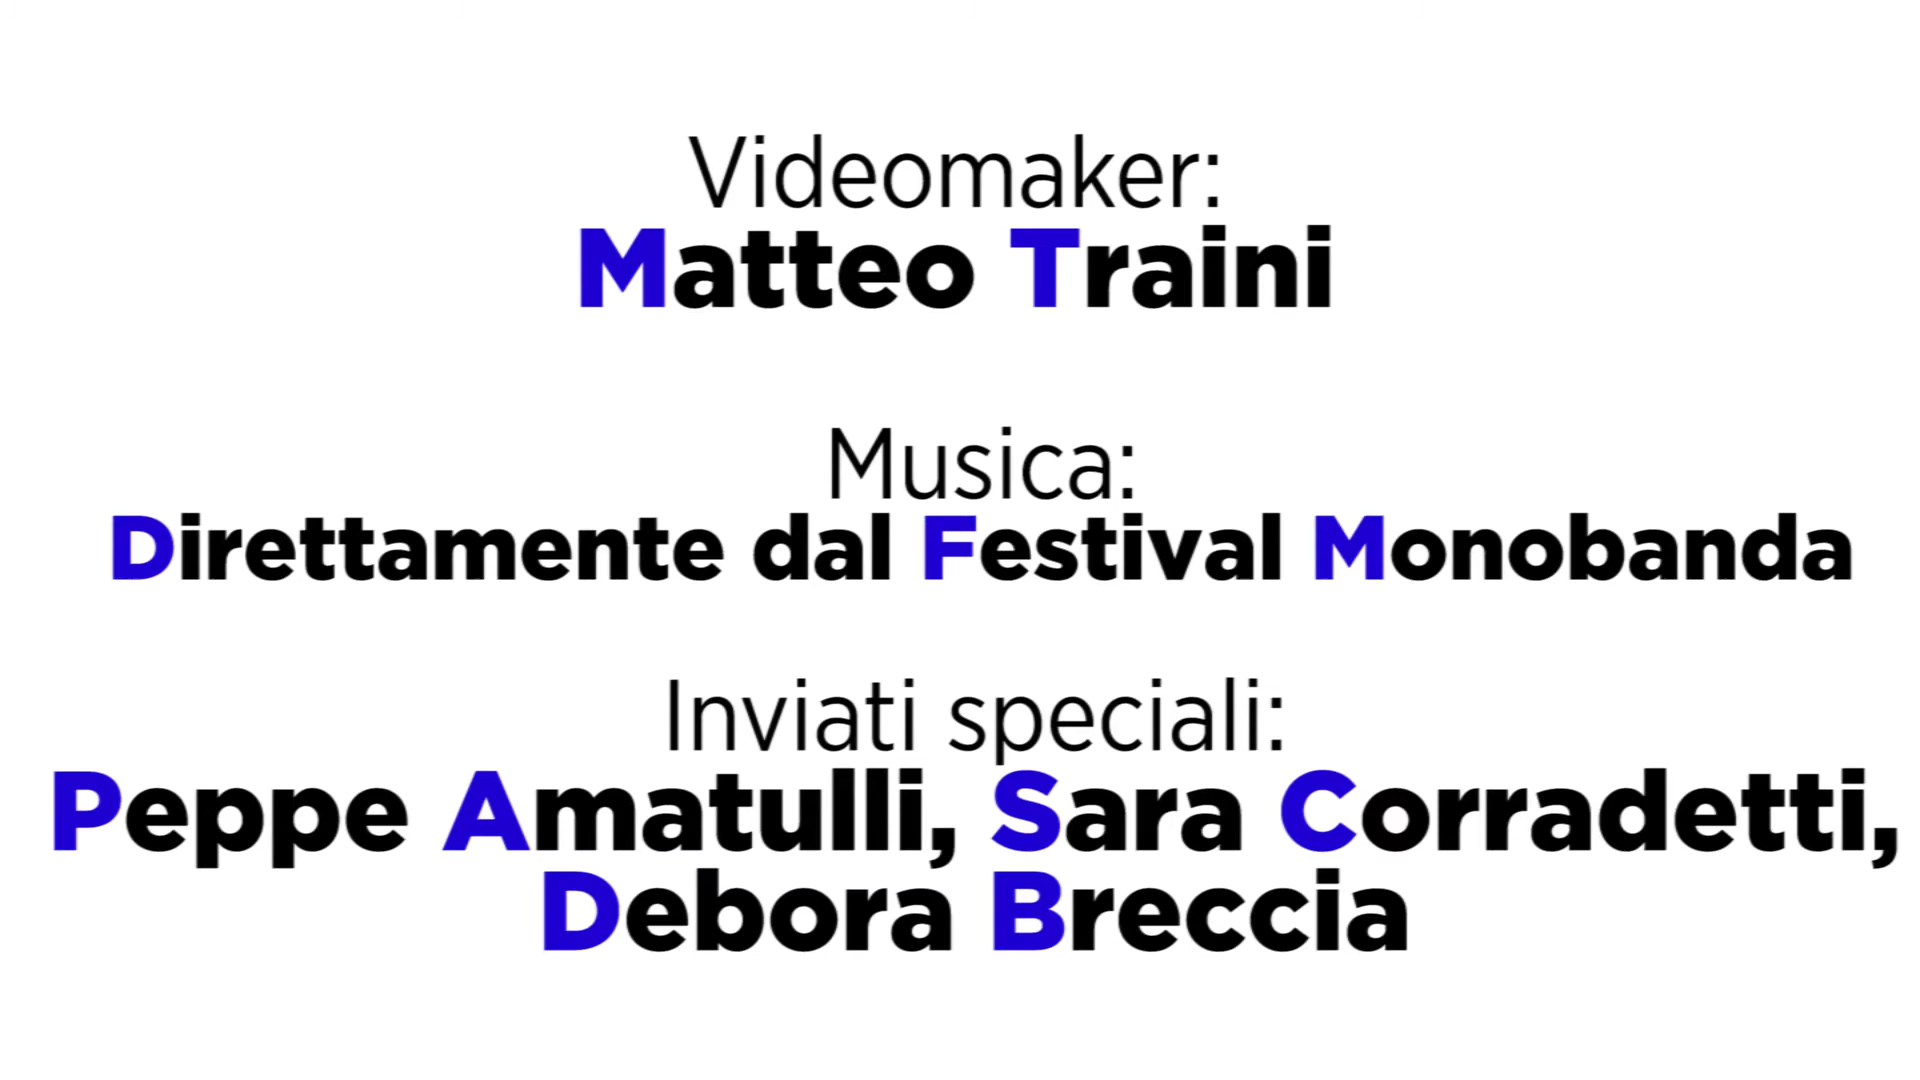 Videomaker:
Matteo Traini
Musica:
Direttamente dal Festival Monobanda
Inviati speciali:
Peppe Amatulli, Sara Corradetti,
Debora Breccia